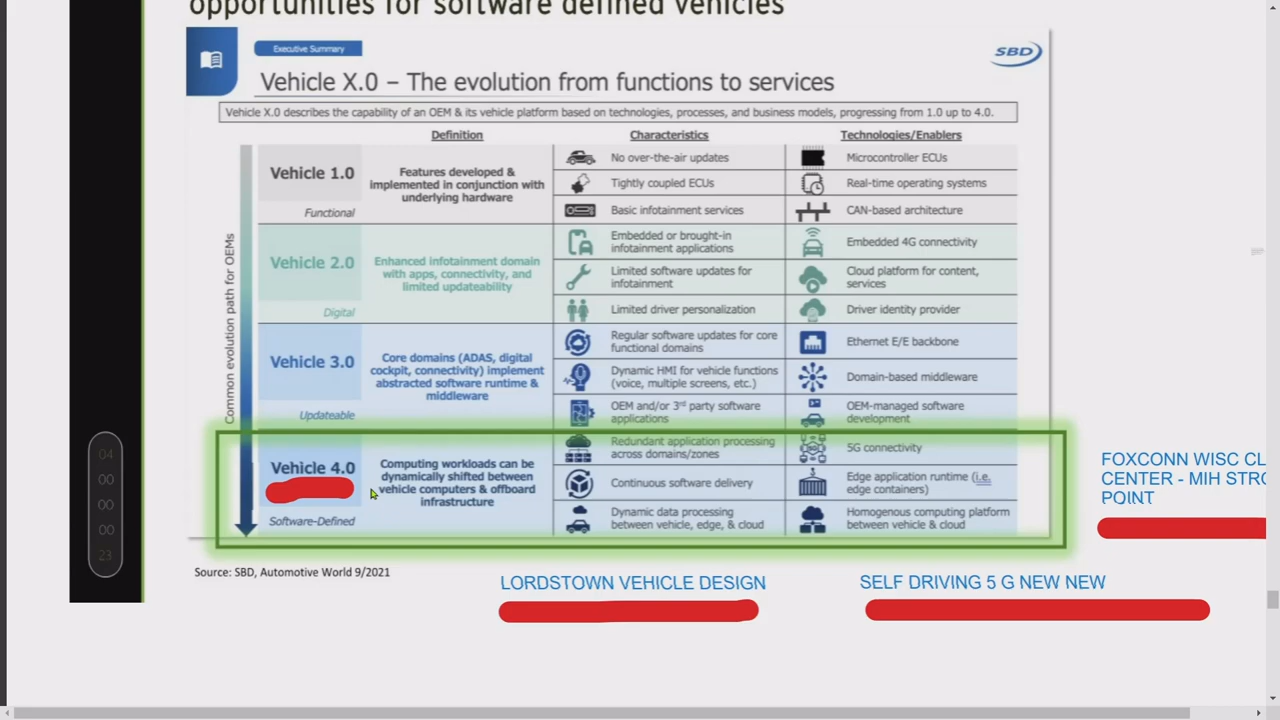 opportunities for software defined vehicles
Executive Summary
SBD
Vehicle X.0 – The evolution from functions to services
Vehicle X.0 describes the capability of an OEM & its vehicle platform based on technologies, processes, and business models, progressing from 1.0 up to 4.0.
Definition
Characteristics
Technologies/Enablers
Common evolution path for OEMs
Vehicle 1.0
Functional
Features developed &
implemented in conjunction with
underlying hardware
No over-the-air updates
Microcontroller ECUs
Tightly coupled ECUs
Real-time operating systems
Basic infotainment services
CAN-based architecture
Vehicle 2.0
Digital
Enhanced infotainment domain
with apps, connectivity, and
limited updateability
Embedded or brought-in
infotainment applications
Embedded 4G connectivity
Limited software updates for
infotainment
Cloud platform for content,
services
Limited driver personalization
Driver identity provider
Vehicle 3.0
Updateable
Core domains (ADAS, digital
cockpit, connectivity) implement
abstracted software runtime &
middleware
Regular software updates for core
functional domains
Ethernet E/E backbone
Dynamic HMI for vehicle functions
(voice, multiple screens, etc.)
Domain-based middleware
OEM and/or 3rd party software
applications
OEM-managed software
development
Vehicle 4.0
Software-Defined
Computing workloads can be
dynamically shifted between
vehicle computers & offboard
infrastructure
Redundant application processing
across domains/zones
5G connectivity
Continuous software delivery
Edge application runtime (i.e.
edge containers)
Dynamic data processing
between vehicle, edge, & cloud
Homogenous computing platform
between vehicle & cloud
04
00
00
00
23
FOXCONN WISC CL
CENTER - MIH STRO
POINT
Source: SBD, Automotive World 9/2021
LORDSTOWN VEHICLE DESIGN
SELF DRIVING 5 G NEW NEW